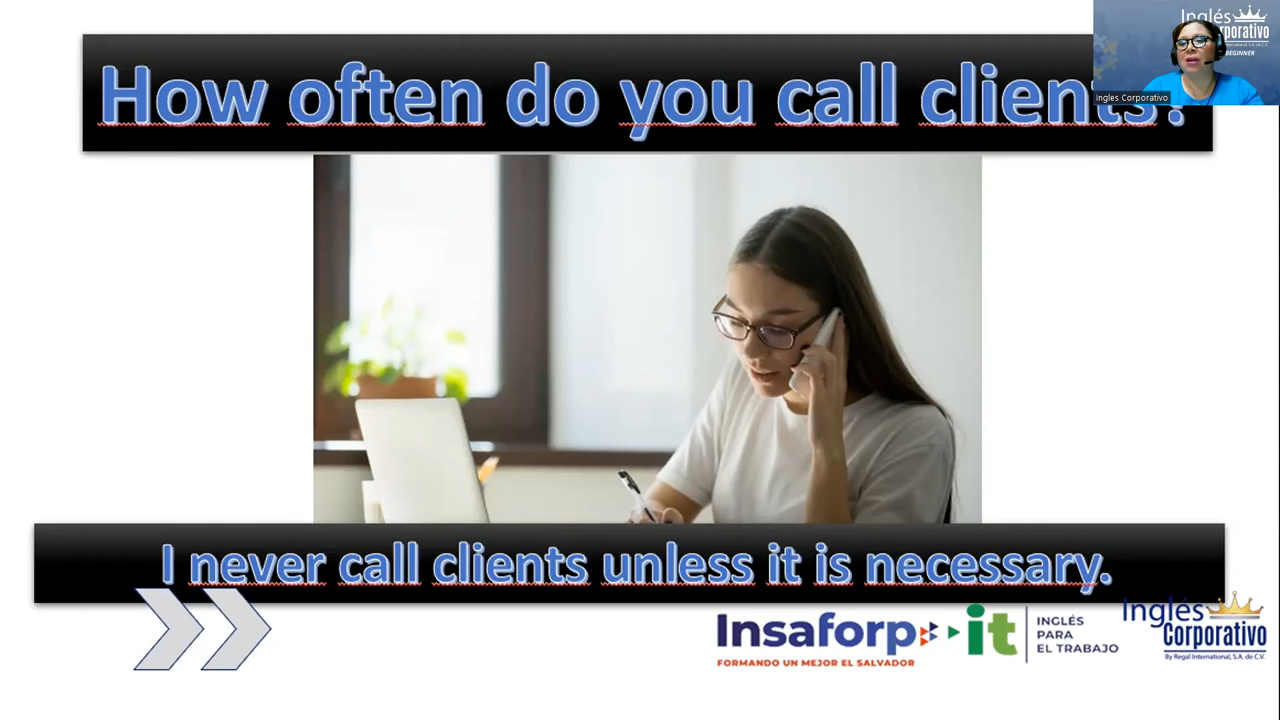 How often do you call clients?
Inglés
Corporativo
BEGINNER
Ingles Corporativo
I never call clients unless it is necessary.
Insaforp
FORMANDO UN MEJOR EL SALVADOR
it
INGLÉS
PARA
EL TRABAJO
Inglés
Corporativo
By Regal International, S.A. de C.V.